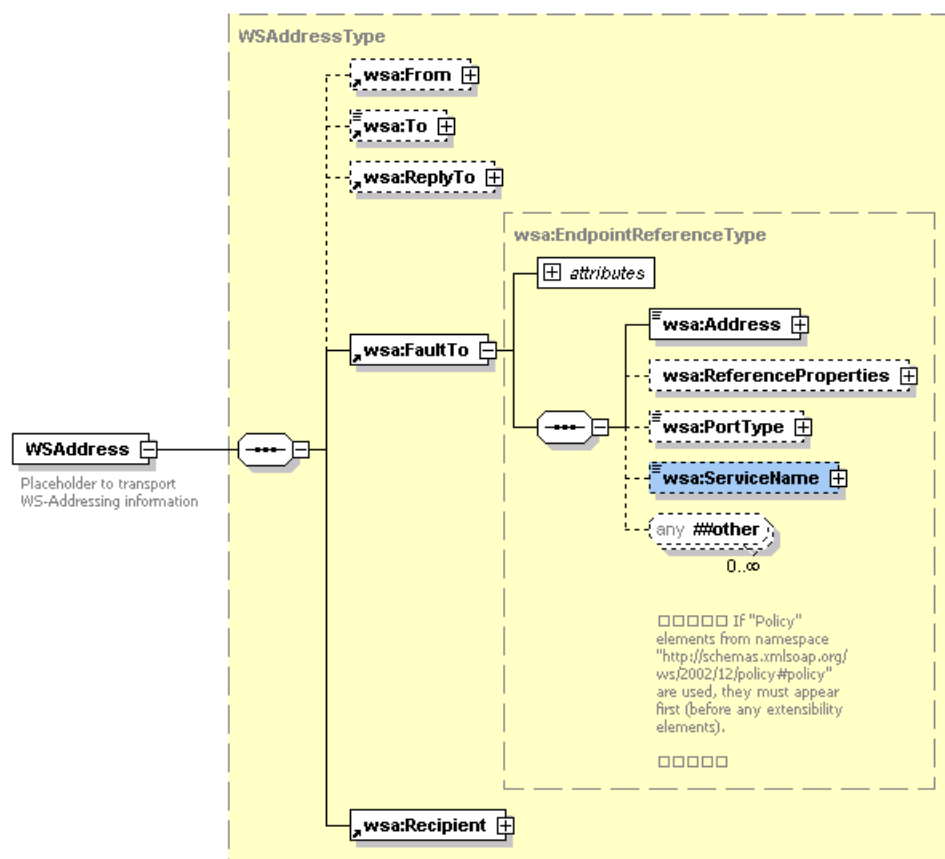 WSAddressType
wsa:From
wsa:To
wsa:ReplyTo
wsa:EndpointReferenceType
attributes
wsa:FaultTo
wsa:Address
wsa:ReferenceProperties
wsa:PortType
wsa:ServiceName
any ##other
0..∞
□□□□□ If "Policy"
elements from namespace
"http://schemas.xmlsoap.org/
ws/2002/12/policy#policy"
are used, they must appear
first (before any extensibility
elements).
□□□□□
WSAddress
Placeholder to transport
WS-Addressing information
wsa:Recipient